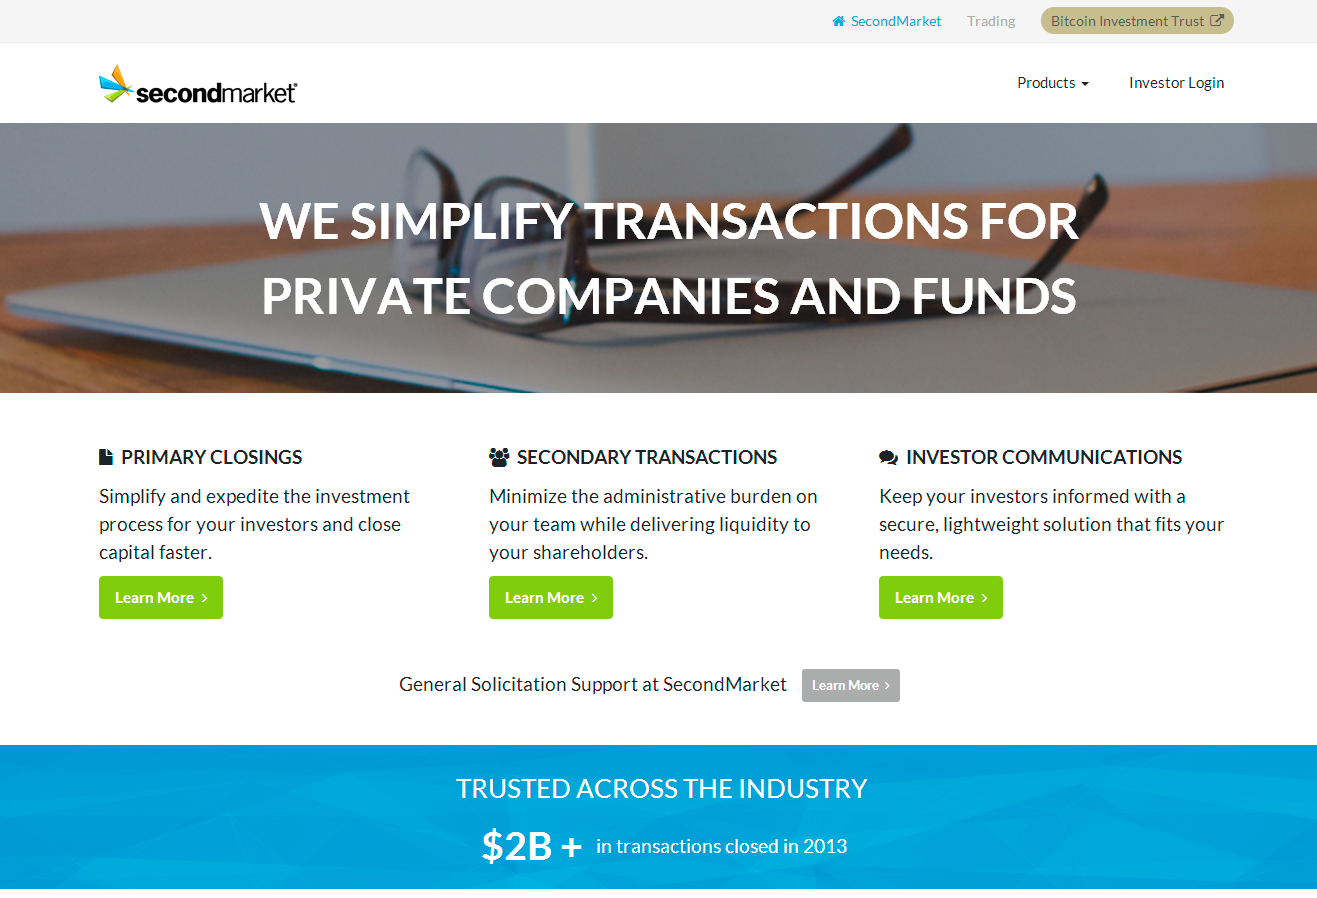 SecondMarket
Trading
Bitcoin Investment Trust
secondmarket
Products
Investor Login
WE SIMPLIFY TRANSACTIONS FOR
PRIVATE COMPANIES AND FUNDS
PRIMARY CLOSINGS
Simplify and expedite the investment
process for your investors and close
capital faster.
Learn More
SECONDARY TRANSACTIONS
Minimize the administrative burden on
your team while delivering liquidity to
your shareholders.
Learn More
INVESTOR COMMUNICATIONS
Keep your investors informed with a
secure, lightweight solution that fits your
needs.
Learn More
General Solicitation Support at SecondMarket
Learn More
TRUSTED ACROSS THE INDUSTRY
$2B + in transactions closed in 2013